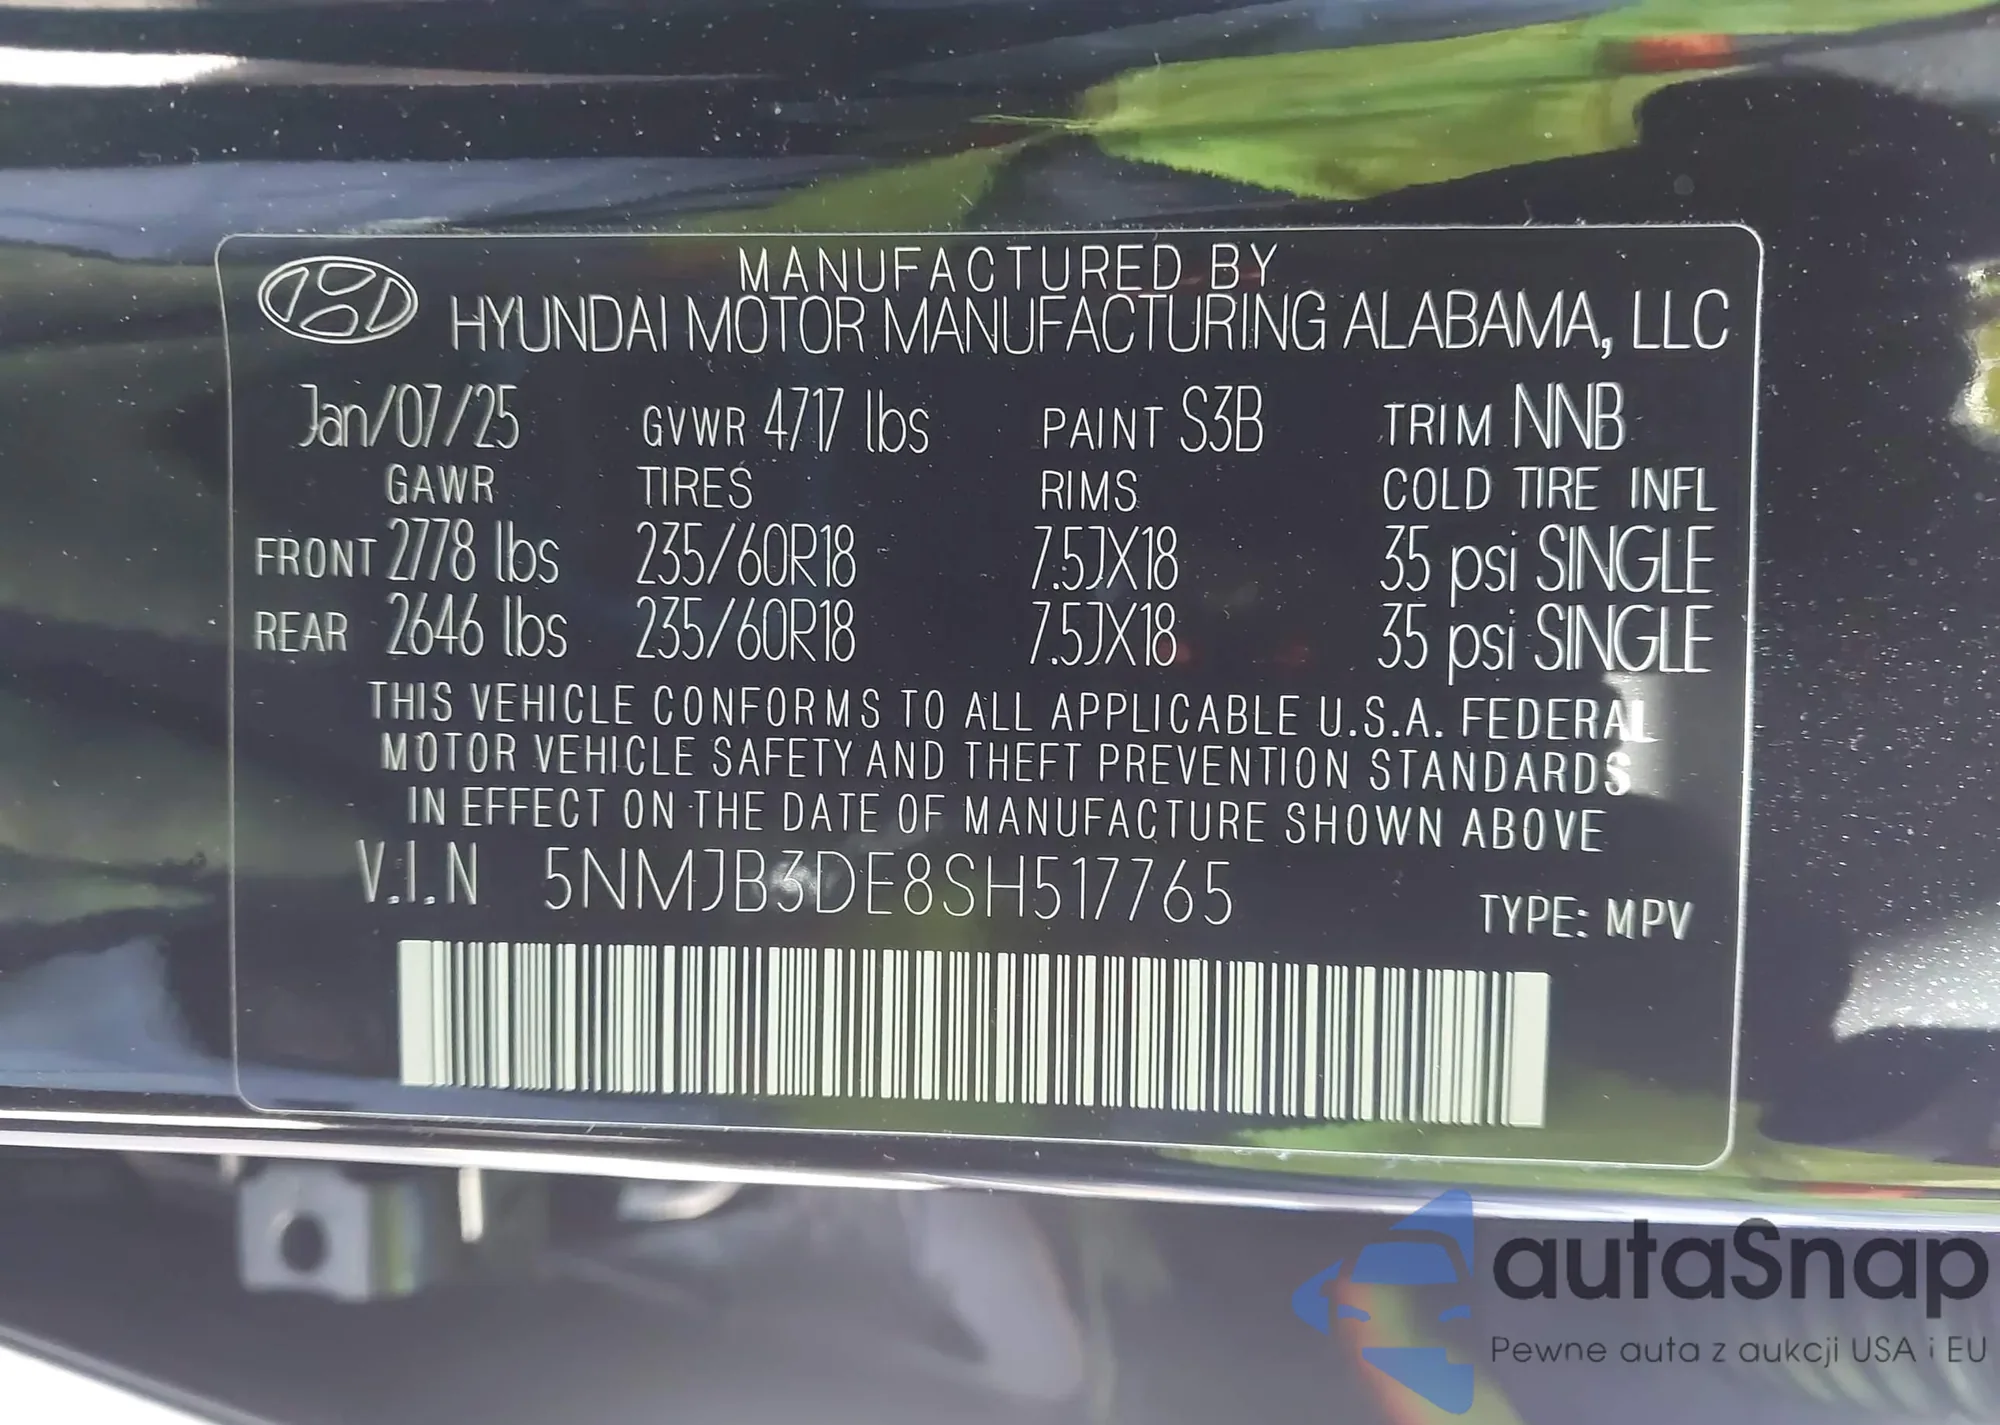 MANUFACTURED BY
HYUNDAI MOTOR MANUFACTURING ALABAMA, LLC
Jan/07/25 GVWR 4717 lbs PAINT S3B TRIM NNB
GAWR TIRES RIMS COLD TIRE INFL
FRONT 2778 lbs 235/60R18 7.5JX18 35 psi SINGLE
REAR 2646 lbs 235/60R18 7.5JX18 35 psi SINGLE
THIS VEHICLE CONFORMS TO ALL APPLICABLE U.S.A. FEDERAL
MOTOR VEHICLE SAFETY AND THEFT PREVENTION STANDARDS
IN EFFECT ON THE DATE OF MANUFACTURE SHOWN ABOVE
V.I.N 5NMJB3DE8SH517765
TYPE: MPV
autaSnap
Pewne auta z aukcji USA i EU